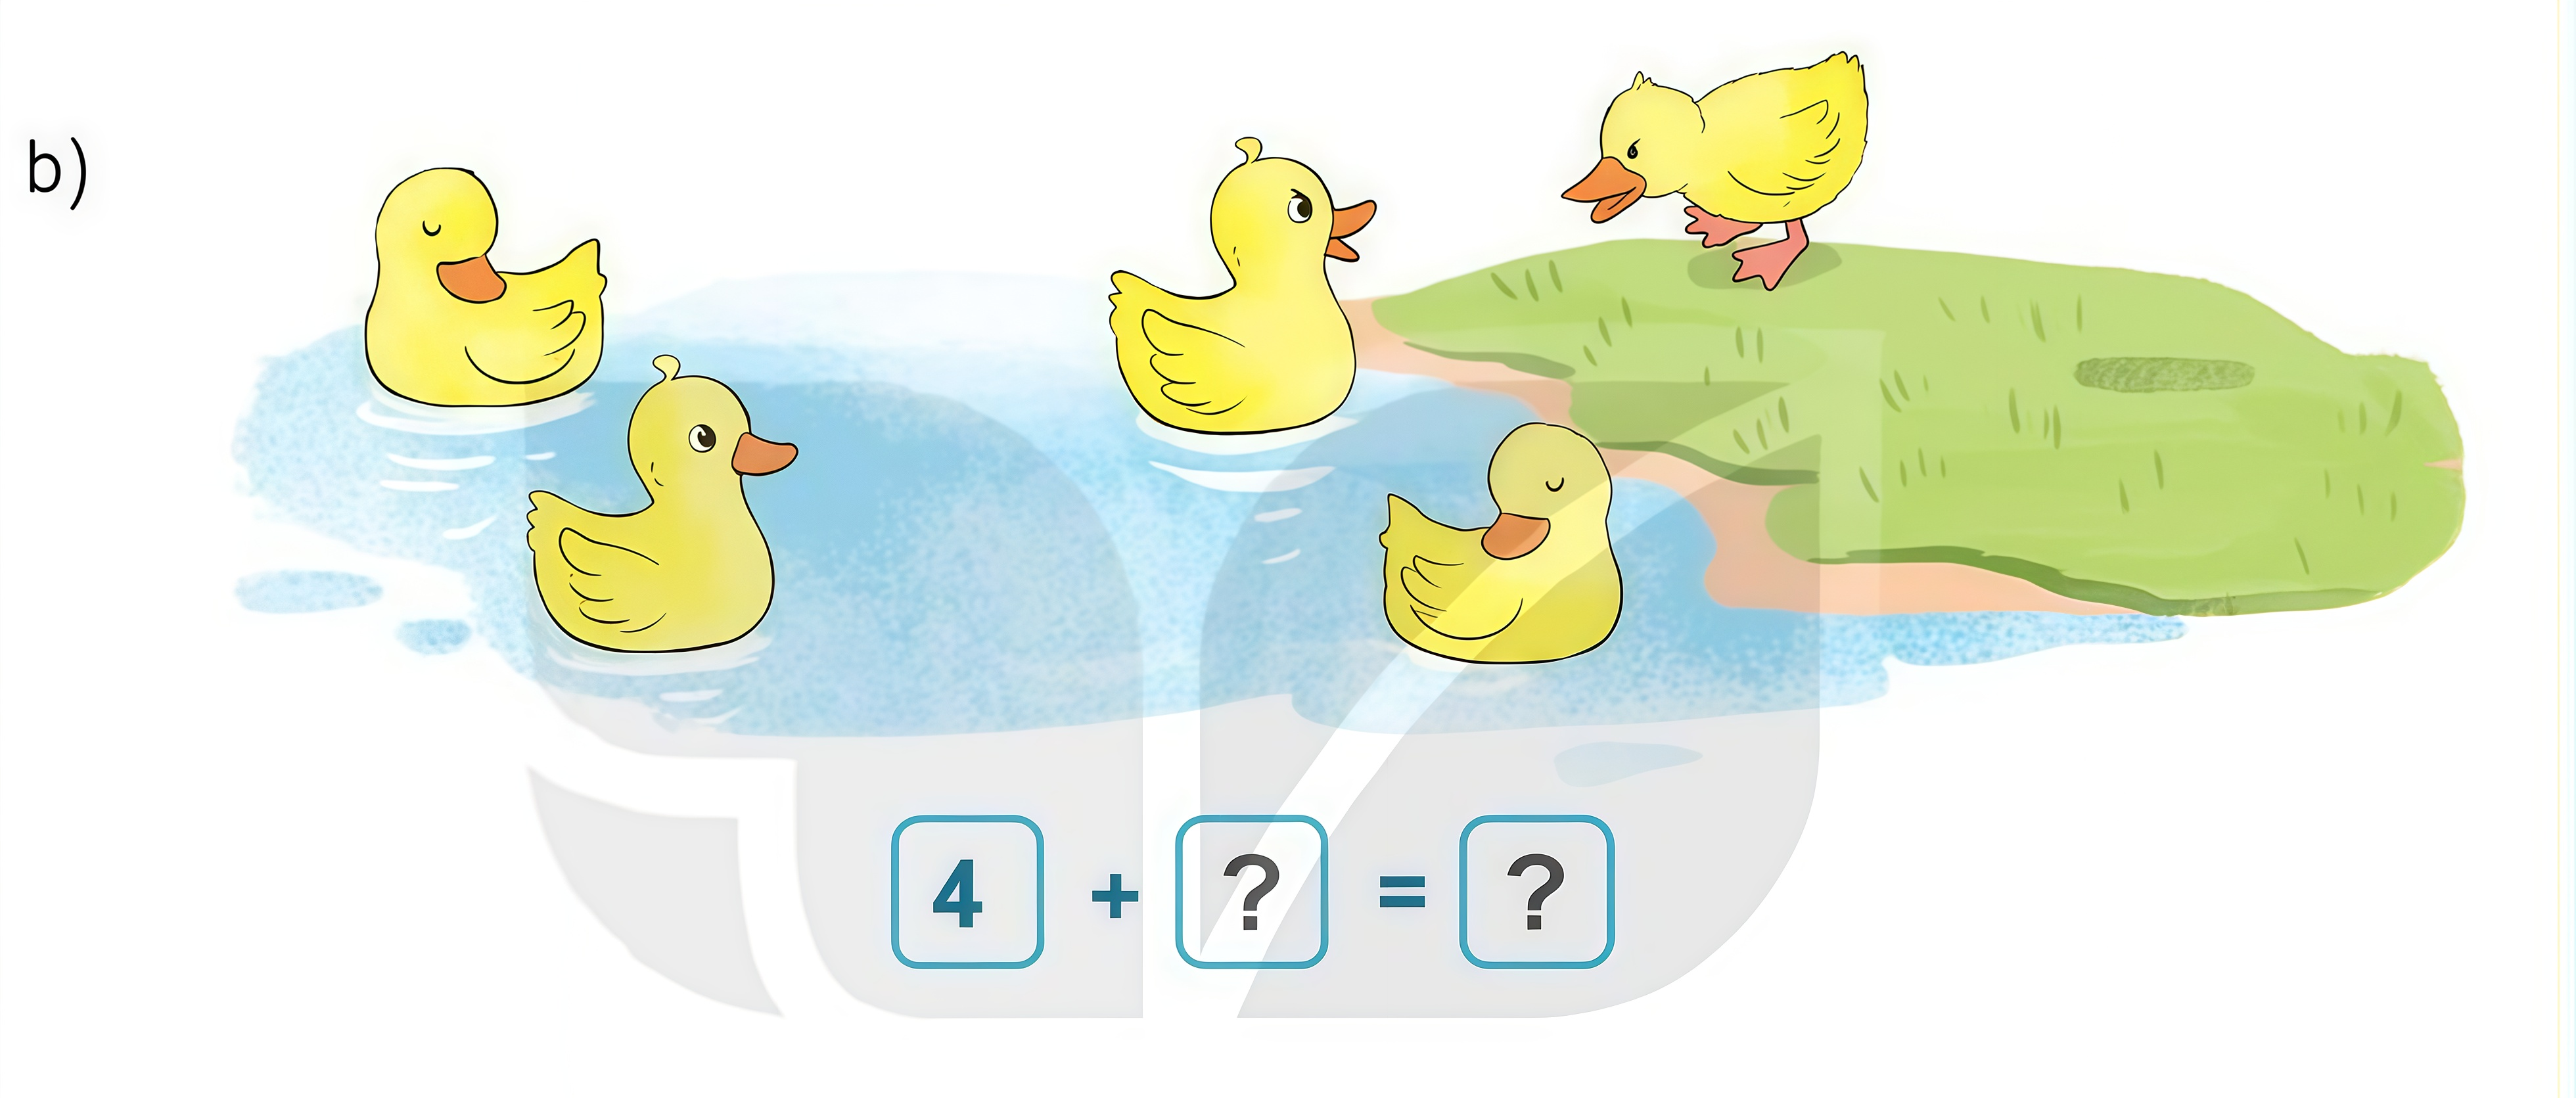 b)
4 + ? = ?